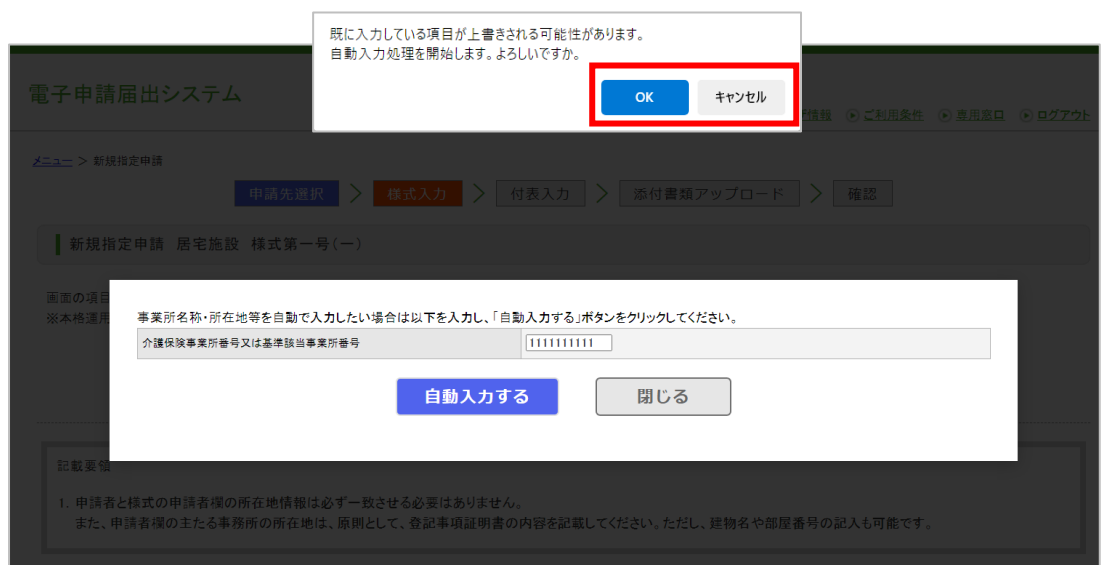 既に入力している項目が上書きされる可能性があります。
自動入力処理を開始します。よろしいですか。
OK
キャンセル
電子申請届出システム
情報
ご利用条件
専用窓口
ログアウト
メニュー > 新規指定申請
申請先選択 > 様式入力 > 付表入力 > 添付書類アップロード > 確認
新規指定申請 居宅施設 様式第一号(一)
画面の項目
※本格運用
事業所名称・所在地等を自動で入力したい場合は以下を入力し、「自動入力する」ボタンをクリックしてください。
介護保険事業所番号又は基準該当事業所番号
1111111111
自動入力する
閉じる
記載要領
1. 申請者と様式の申請者欄の所在地情報は必ず一致させる必要はありません。
また、申請者欄の主たる事務所の所在地は、原則として、登記事項証明書の内容を記載してください。ただし、建物名や部屋番号の記入も可能です。